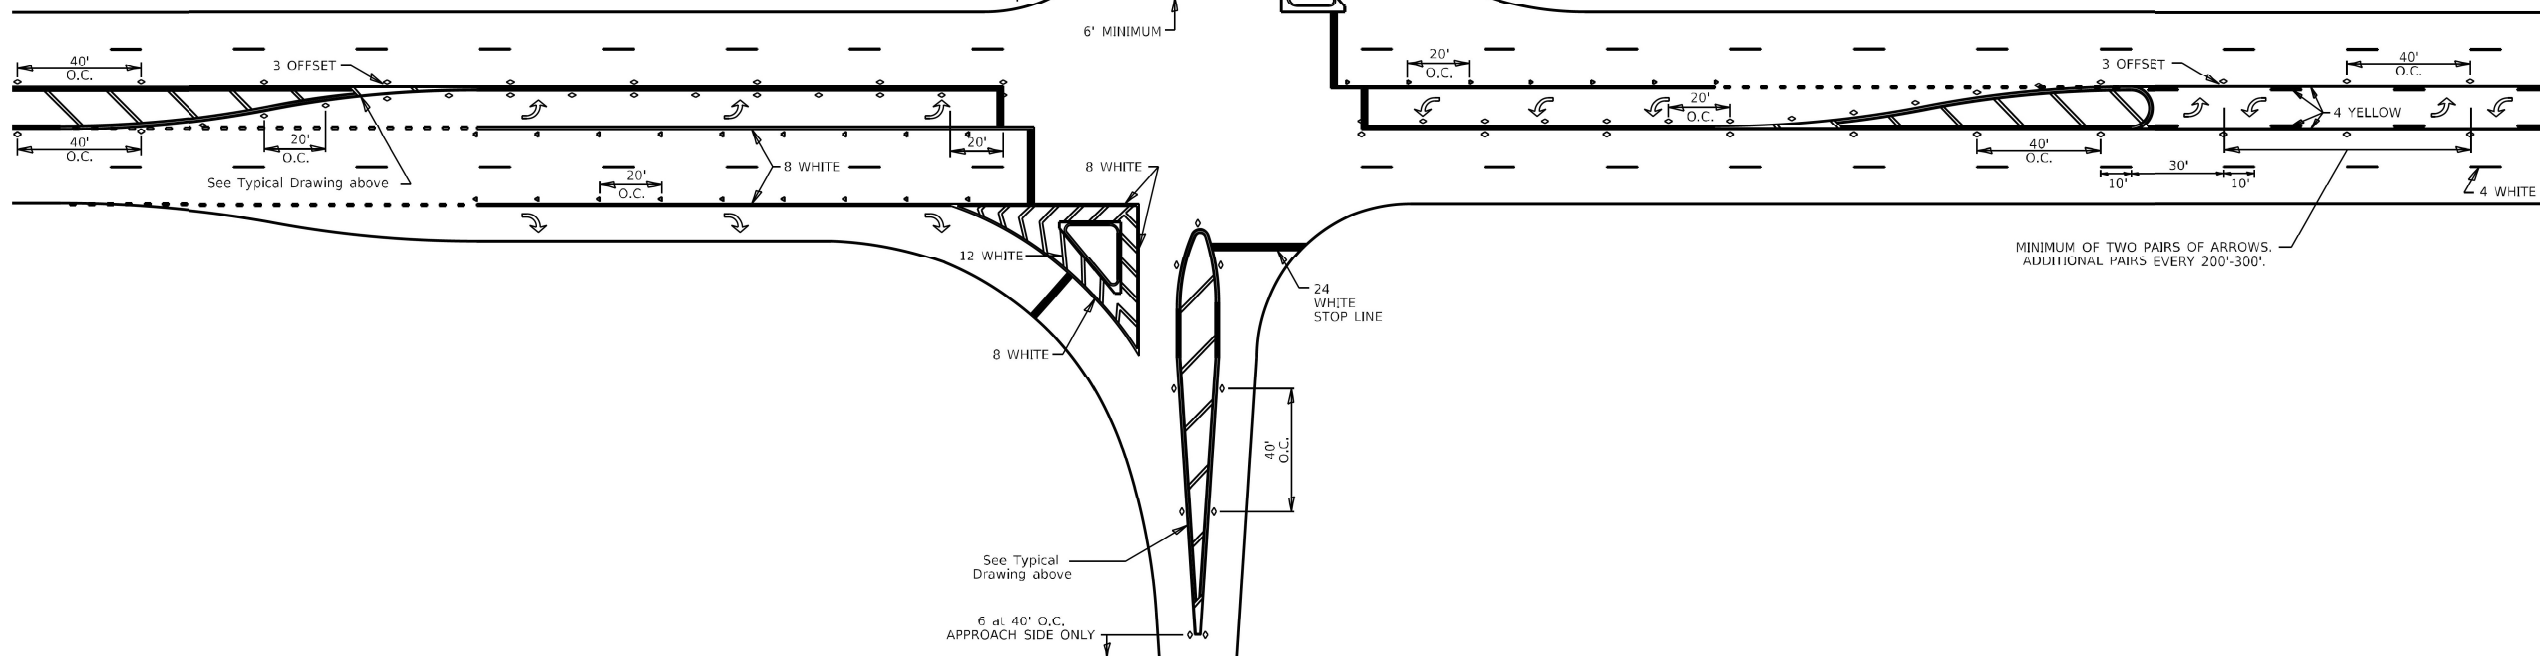 6' MINIMUM
40'
O.C.
3 OFFSET
20'
O.C.
3 OFFSET
40'
O.C.
20'
O.C.
4 YELLOW
40'
O.C.
20'
O.C.
20'
40'
O.C.
See Typical Drawing above
20'
O.C.
8 WHITE
8 WHITE
10'
30'
10'
4 WHITE
12 WHITE
MINIMUM OF TWO PAIRS OF ARROWS.
ADDITIONAL PAIRS EVERY 200'-300'.
24
WHITE
STOP LINE
8 WHITE
40'
O.C.
See Typical
Drawing above
6 at 40' O.C.
APPROACH SIDE ONLY